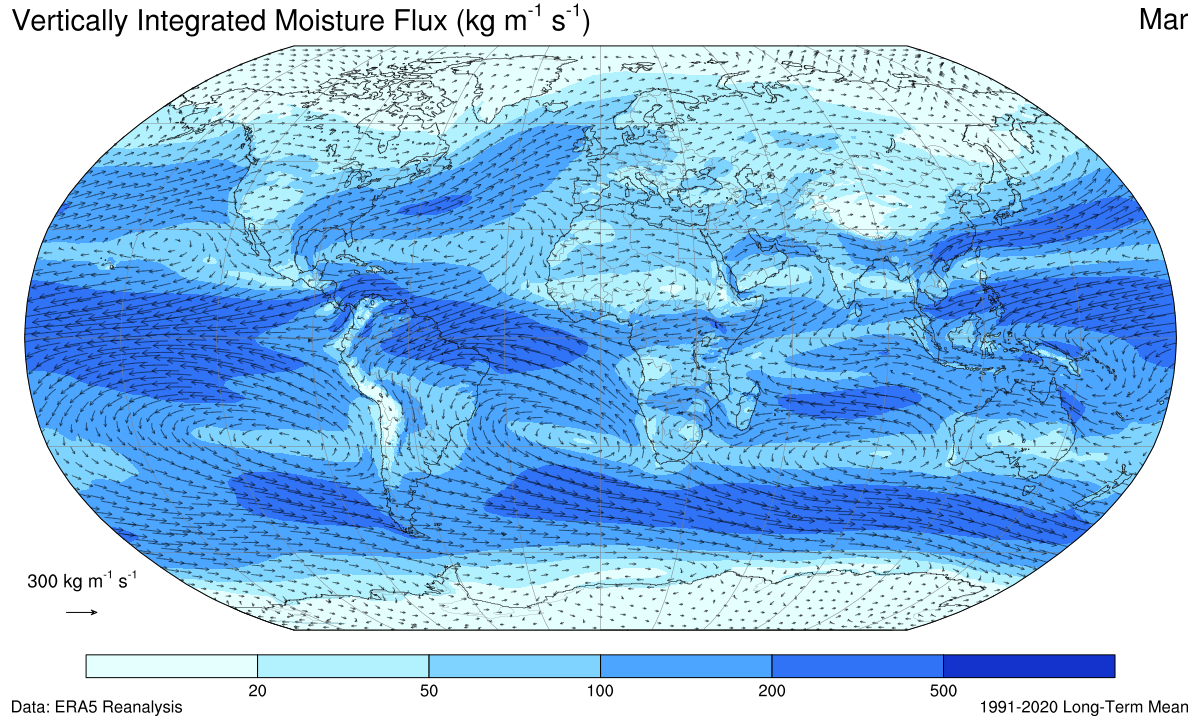 Vertically Integrated Moisture Flux (kg m⁻¹ s⁻¹)
Mar
300 kg m⁻¹ s⁻¹
20 50 100 200 500
Data: ERA5 Reanalysis
1991-2020 Long-Term Mean